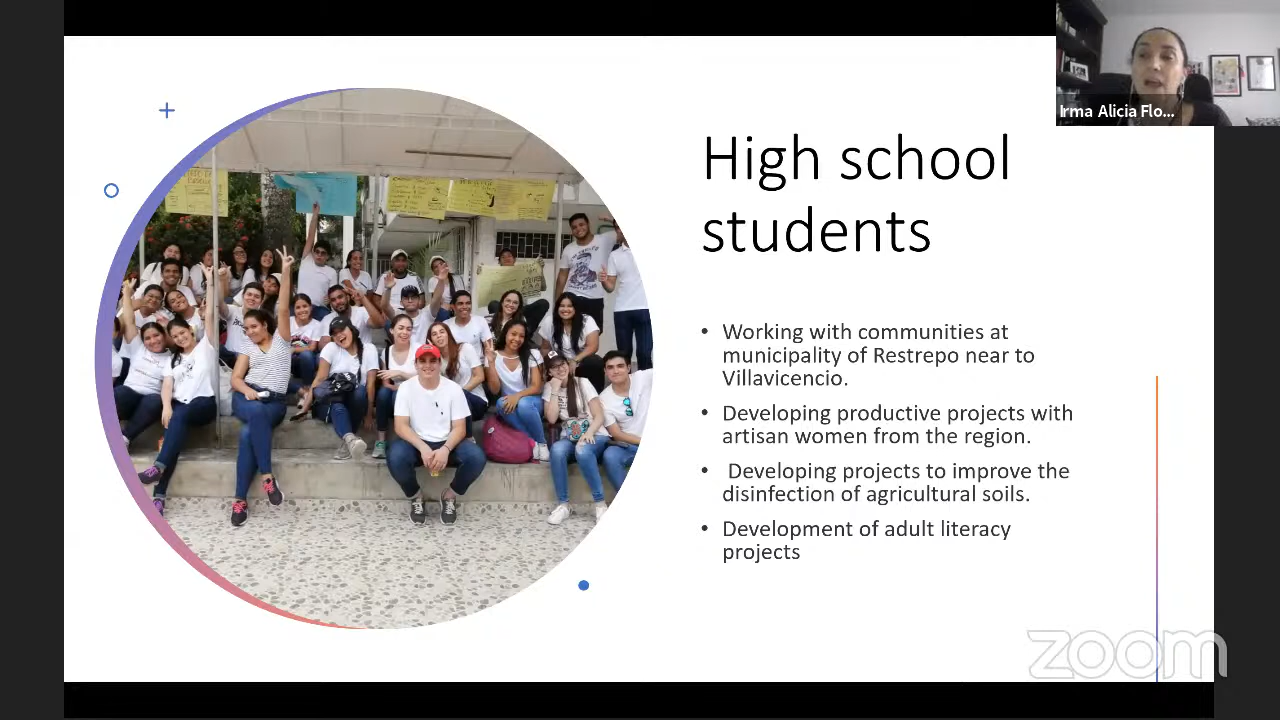 Irma Alicia Flo...
High school
students
• Working with communities at
municipality of Restrepo near to
Villavicencio.
• Developing productive projects with
artisan women from the region.
• Developing projects to improve the
disinfection of agricultural soils.
• Development of adult literacy
projects
zoom